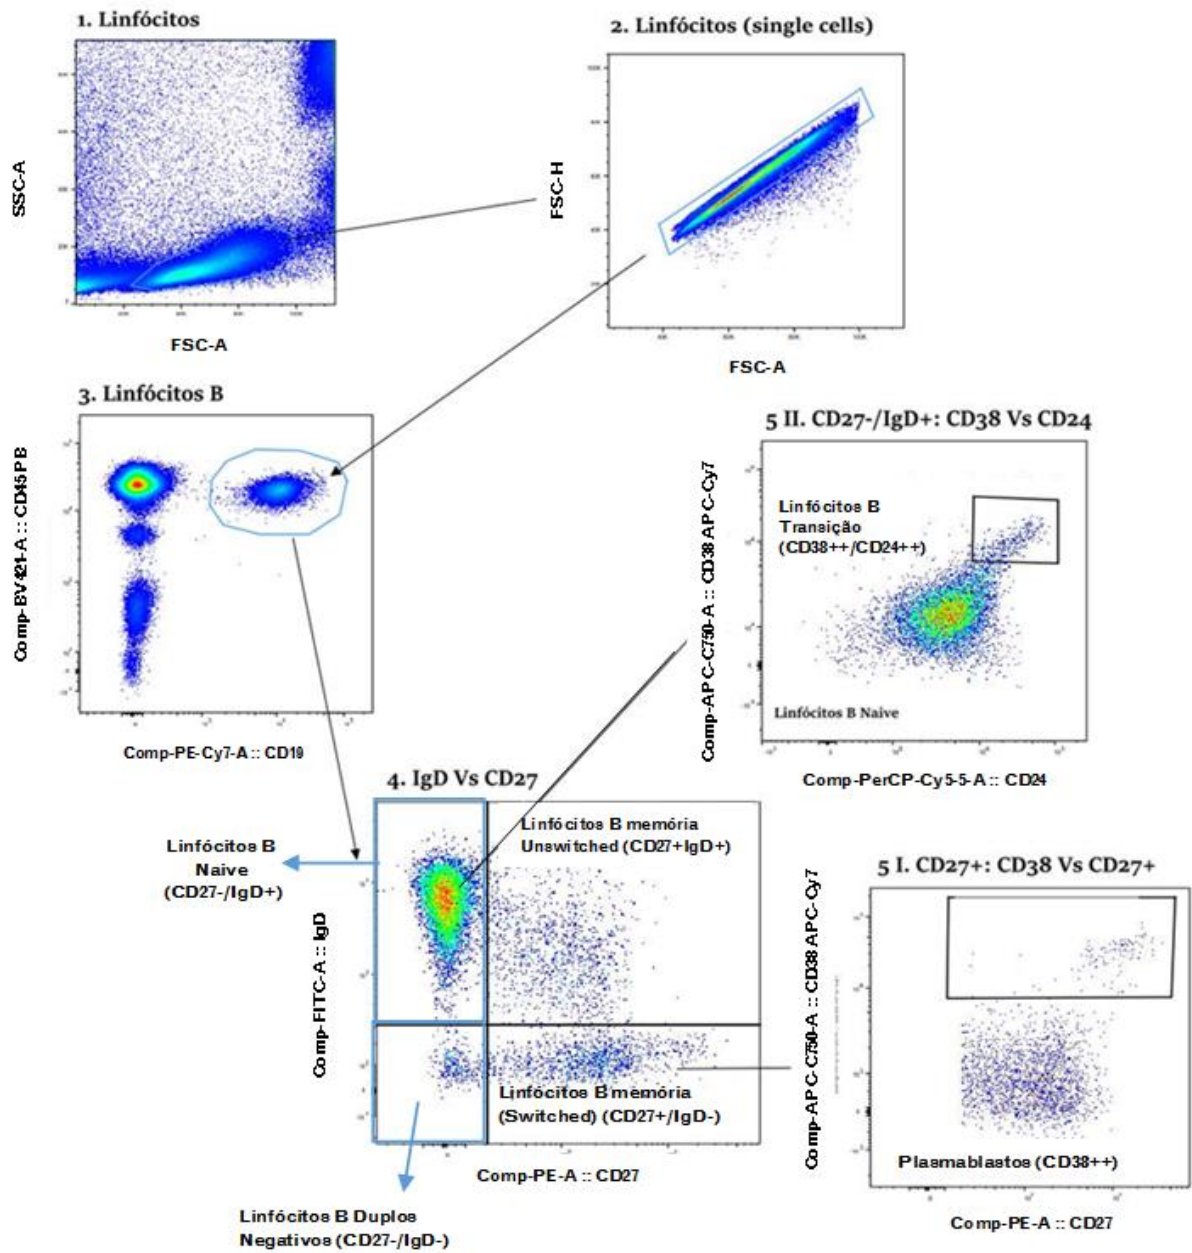 1. Linfócitos
SSC-A
FSC-A
2. Linfócitos (single cells)
FSC-H
FSC-A
3. Linfócitos B
Comp-BV421-A :: CD45PB
Comp-PE-Cy7-A :: CD19
5 II. CD27-/IgD+: CD38 Vs CD24
Linfócitos B
Transição
(CD38++/CD24++)
Linfócitos B Naive
Comp-APC-C750-A :: CD38 APC-Cy7
Comp-PerCP-Cy5-5-A :: CD24
4. IgD Vs CD27
Linfócitos B
Naive
(CD27-/IgD+)
Linfócitos B memória
Unswitched (CD27+IgD+)
Comp-FITC-A :: IgD
Linfócitos B memória
(Switched) (CD27+/IgD-)
Comp-PE-A :: CD27
Linfócitos B Duplos
Negativos (CD27-/IgD-)
5 I. CD27+: CD38 Vs CD27+
Comp-APC-C750-A :: CD38 APC-Cy7
Plasmablastos (CD38++)
Comp-PE-A :: CD27